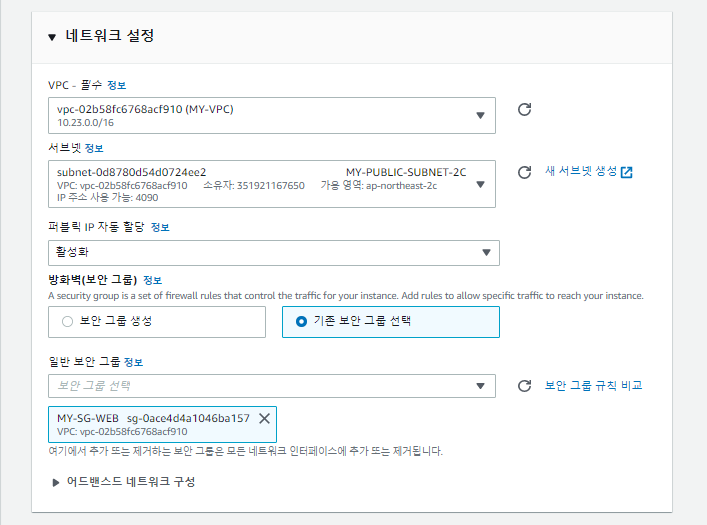 네트워크 설정
VPC - 필수 정보
vpc-02b58fc6768acf910 (MY-VPC)
10.23.0.0/16
서브넷 정보
subnet-0d8780d54d0724ee2 MY-PUBLIC-SUBNET-2C
VPC: vpc-02b58fc6768acf910 소유자: 351921167650 가용 영역: ap-northeast-2c
IP 주소 사용 가능: 4090
새 서브넷 생성
퍼블릭 IP 자동 할당 정보
활성화
방화벽(보안 그룹) 정보
A security group is a set of firewall rules that control the traffic for your instance. Add rules to allow specific traffic to reach your instance.
보안 그룹 생성 기존 보안 그룹 선택
일반 보안 그룹 정보
보안 그룹 선택 보안 그룹 규칙 비교
MY-SG-WEB sg-0ace4d4a1046ba157
VPC: vpc-02b58fc6768acf910
여기에서 추가 또는 제거하는 보안 그룹은 모든 네트워크 인터페이스에 추가 또는 제거됩니다.
어드밴스드 네트워크 구성